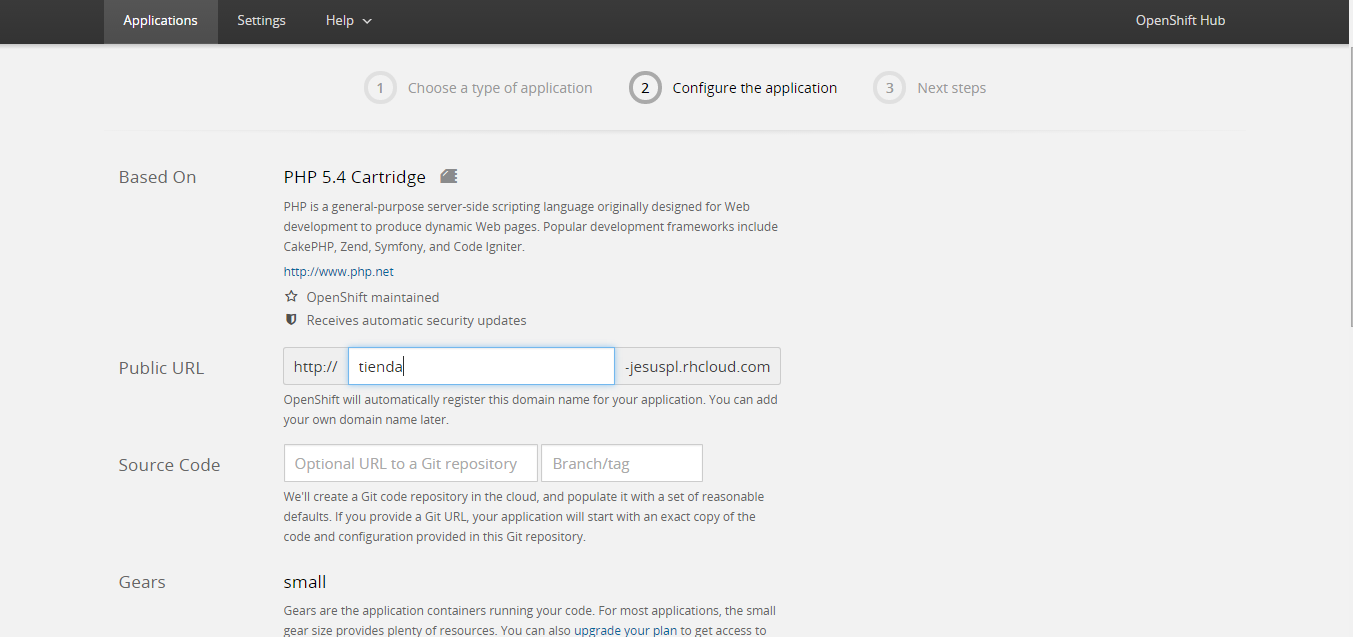 Applications Settings Help OpenShift Hub
1 Choose a type of application 2 Configure the application 3 Next steps
Based On PHP 5.4 Cartridge
PHP is a general-purpose server-side scripting language originally designed for Web
development to produce dynamic Web pages. Popular development frameworks include
CakePHP, Zend, Symfony, and Code Igniter.
http://www.php.net
OpenShift maintained
Receives automatic security updates
Public URL http:// tienda -jesuspl.rhcloud.com
OpenShift will automatically register this domain name for your application. You can add
your own domain name later.
Source Code Optional URL to a Git repository Branch/tag
We'll create a Git code repository in the cloud, and populate it with a set of reasonable
defaults. If you provide a Git URL, your application will start with an exact copy of the
code and configuration provided in this Git repository.
Gears small
Gears are the application containers running your code. For most applications, the small
gear size provides plenty of resources. You can also upgrade your plan to get access to